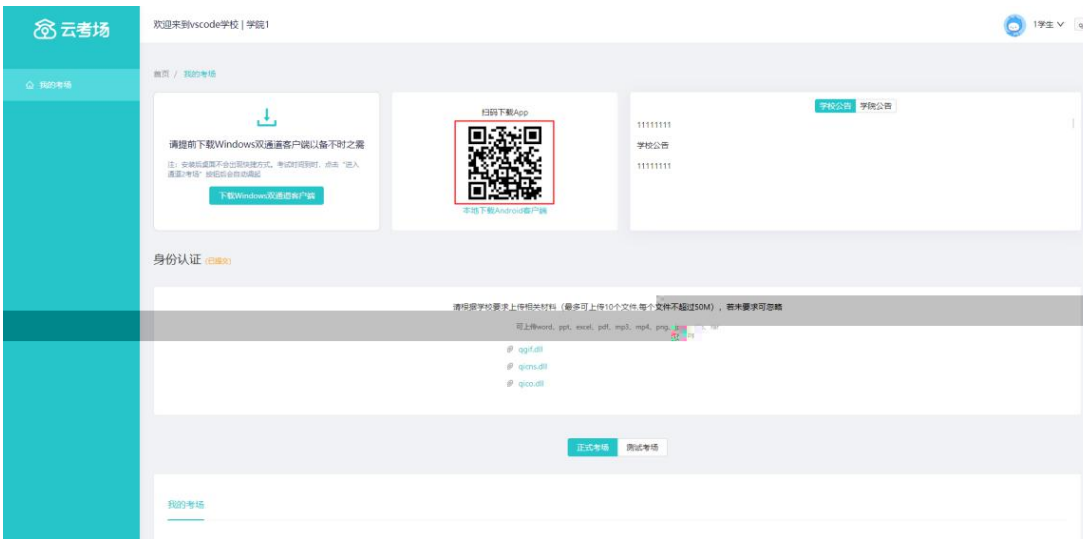 云考场
欢迎来到vscode学校 | 学院1
1学生
我的考场
首页 / 我的考场
请提前下载Windows双通道客户端以备不时之需
注：安装后桌面不会出现快捷方式，考试时间到时，点击“进入
通道2考场”按钮后会自动调起
下载Windows双通道客户端
扫码下载App
本地下载Android客户端
学校公告 学院公告
11111111
学校公告
11111111
身份认证 (已提交)
请根据学校要求上传相关材料（最多可上传10个文件,每个文件不超过50M），若未要求可忽略
可上传word、ppt、excel、pdf、mp3、mp4、png、
qgif.dll
qicns.dll
qico.dll
正式考场 测试考场
我的考场